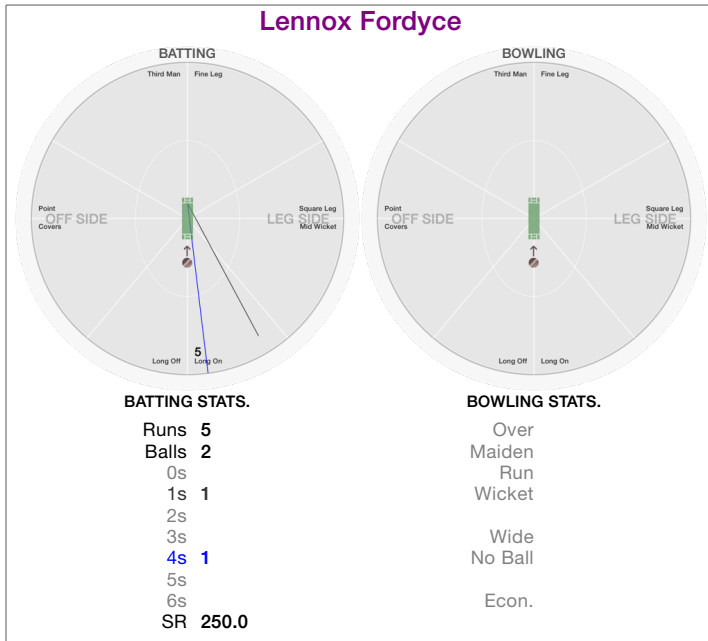 Lennox Fordyce
BATTING
Third Man Fine Leg
Point Square Leg
OFF SIDE LEG SIDE
Covers Mid Wicket
5
Long Off Long On
BATTING STATS.
Runs 5
Balls 2
0s
1s 1
2s
3s
4s 1
5s
6s
SR 250.0
BOWLING
Third Man Fine Leg
Point Square Leg
OFF SIDE LEG SIDE
Covers Mid Wicket
Long Off Long On
BOWLING STATS.
Over
Maiden
Run
Wicket
Wide
No Ball
Econ.